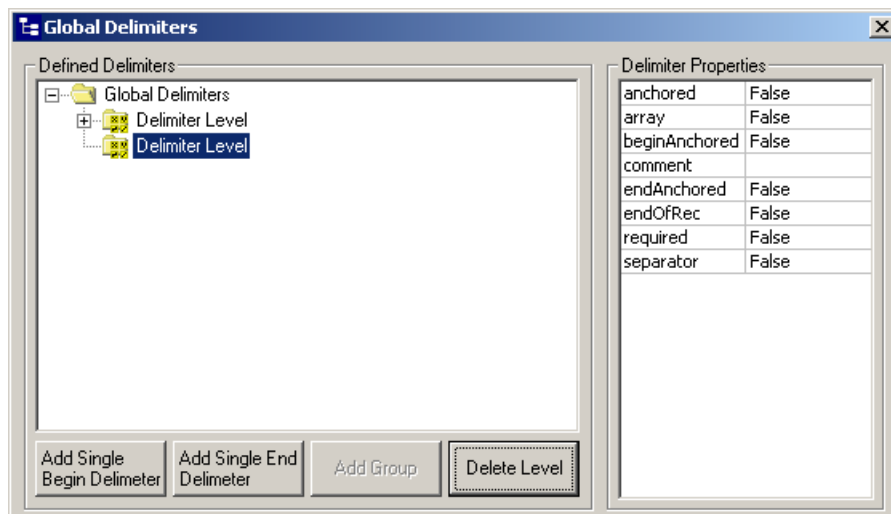 Global Delimiters
Defined Delimiters
Global Delimiters
Delimiter Level
Delimiter Level
Add Single Begin Delimeter
Add Single End Delimeter
Add Group
Delete Level
Delimiter Properties
anchored False
array False
beginAnchored False
comment
endAnchored False
endOfRec False
required False
separator False